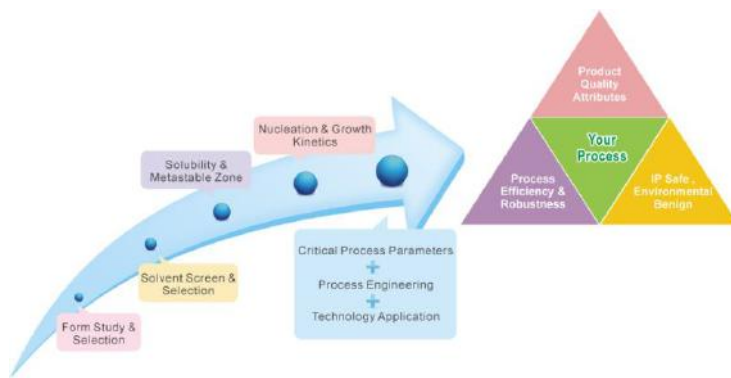 Form Study &
Selection
Solvent Screen &
Selection
Solubility &
Metastable Zone
Nucleation & Growth
Kinetics
Critical Process Parameters
+
Process Engineering
+
Technology Application
Product
Quality
Attributes
Your
Process
Process
Efficiency &
Robustness
IP Safe ,
Environmental
Benign